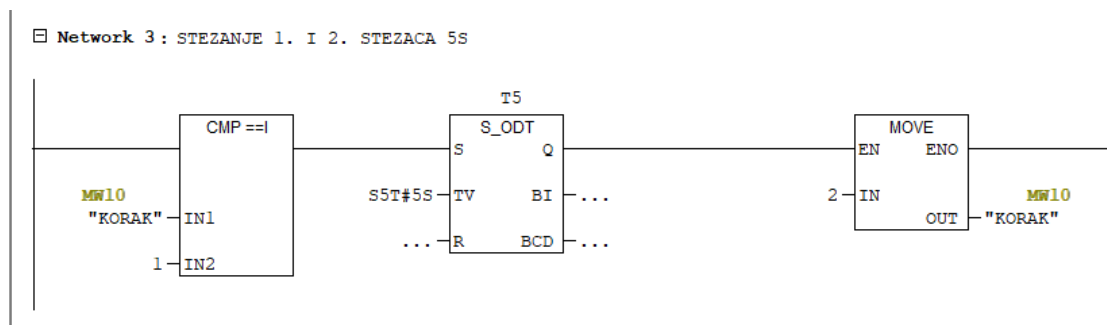 Network 3: STEZANJE 1. I 2. STEZACA 5S
T5
CMP ==I
S_ODT
MOVE
S
Q
EN
ENO
MW10
S5T#5S
TV
BI
...
2
IN
MW10
"KORAK"
IN1
OUT
"KORAK"
...
R
BCD
...
1
IN2